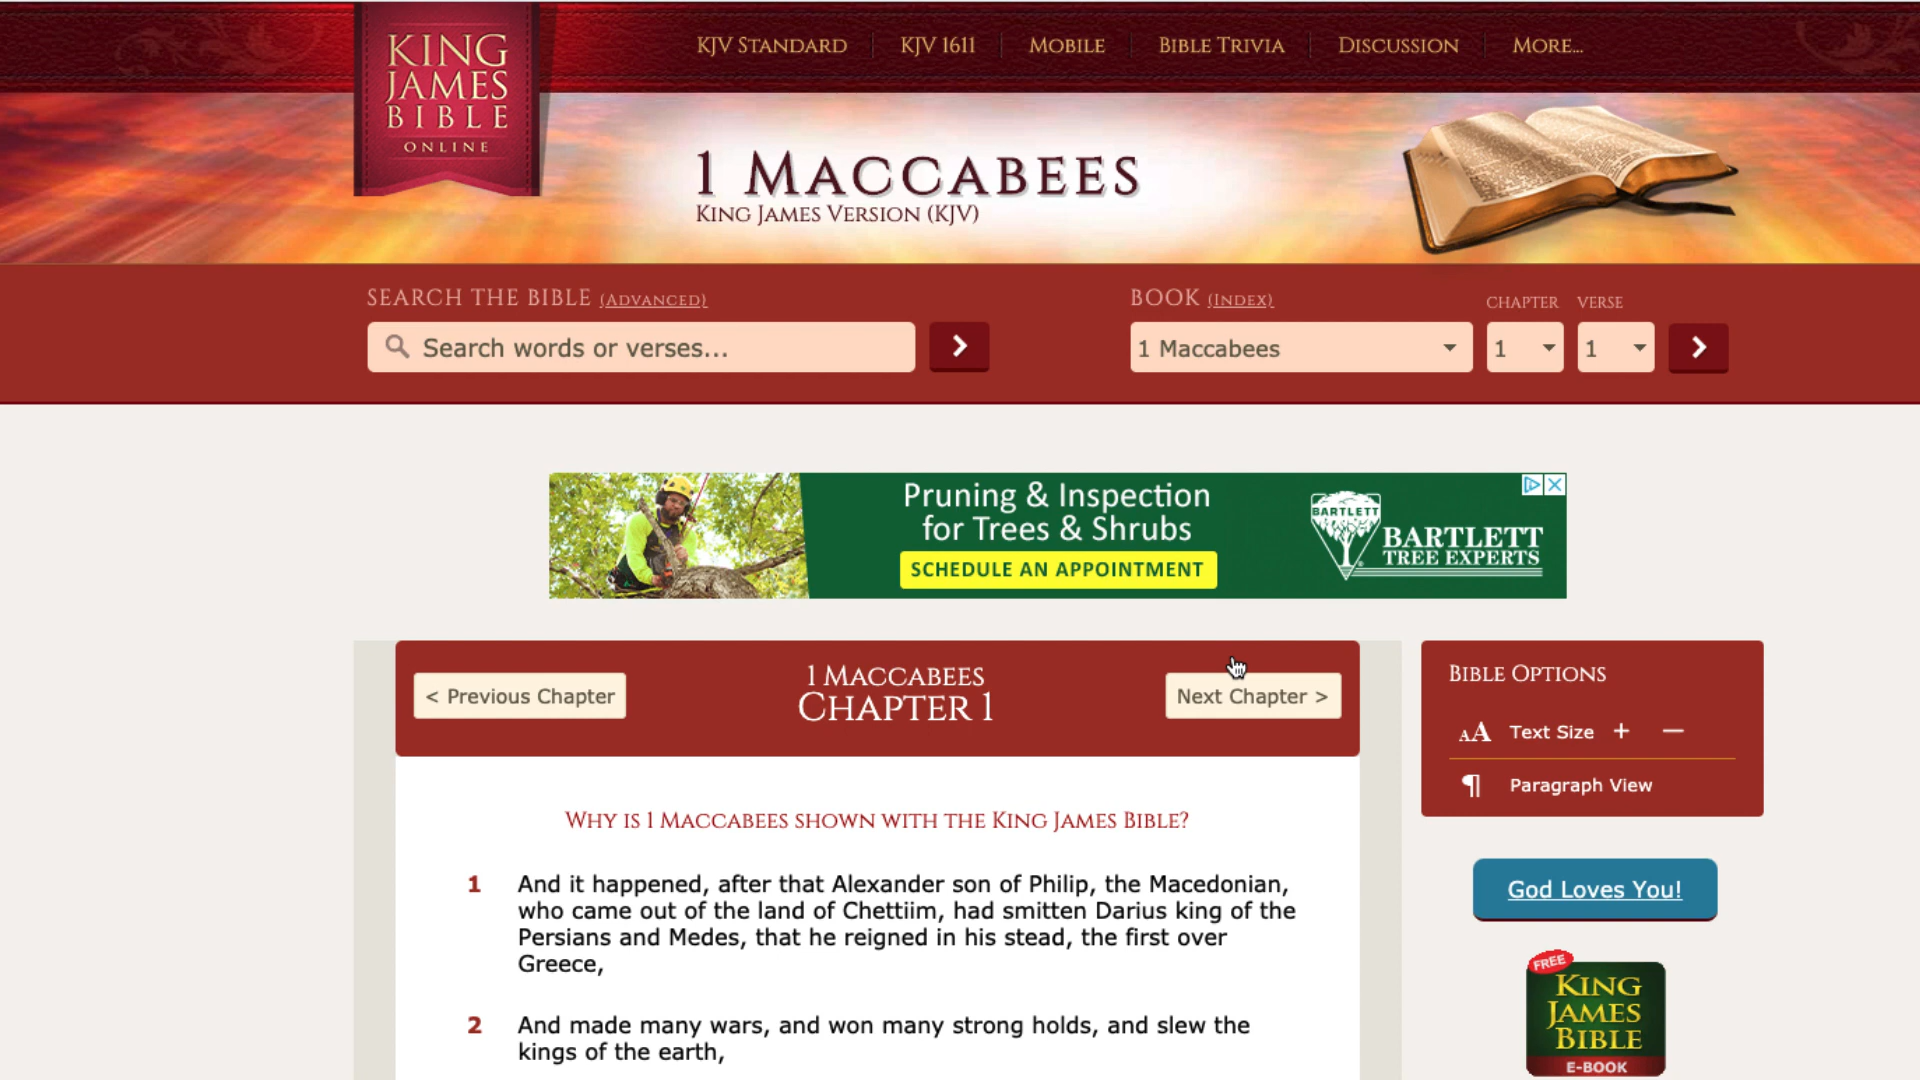 KING
JAMES
BIBLE
ONLINE
KJV STANDARD
KJV 1611
MOBILE
BIBLE TRIVIA
DISCUSSION
MORE...
1 MACCABEES
KING JAMES VERSION (KJV)
SEARCH THE BIBLE (ADVANCED)
Search words or verses...
BOOK (INDEX)
CHAPTER
VERSE
1 Maccabees
1
1
Pruning & Inspection
for Trees & Shrubs
SCHEDULE AN APPOINTMENT
BARTLETT
BARTLETT
TREE EXPERTS
< Previous Chapter
1 MACCABEES
CHAPTER 1
Next Chapter >
BIBLE OPTIONS
AA Text Size + —
¶ Paragraph View
WHY IS 1 MACCABEES SHOWN WITH THE KING JAMES BIBLE?
1 And it happened, after that Alexander son of Philip, the Macedonian,
who came out of the land of Chettiim, had smitten Darius king of the
Persians and Medes, that he reigned in his stead, the first over
Greece,
2 And made many wars, and won many strong holds, and slew the
kings of the earth,
God Loves You!
FREE
KING
JAMES
BIBLE
E-BOOK